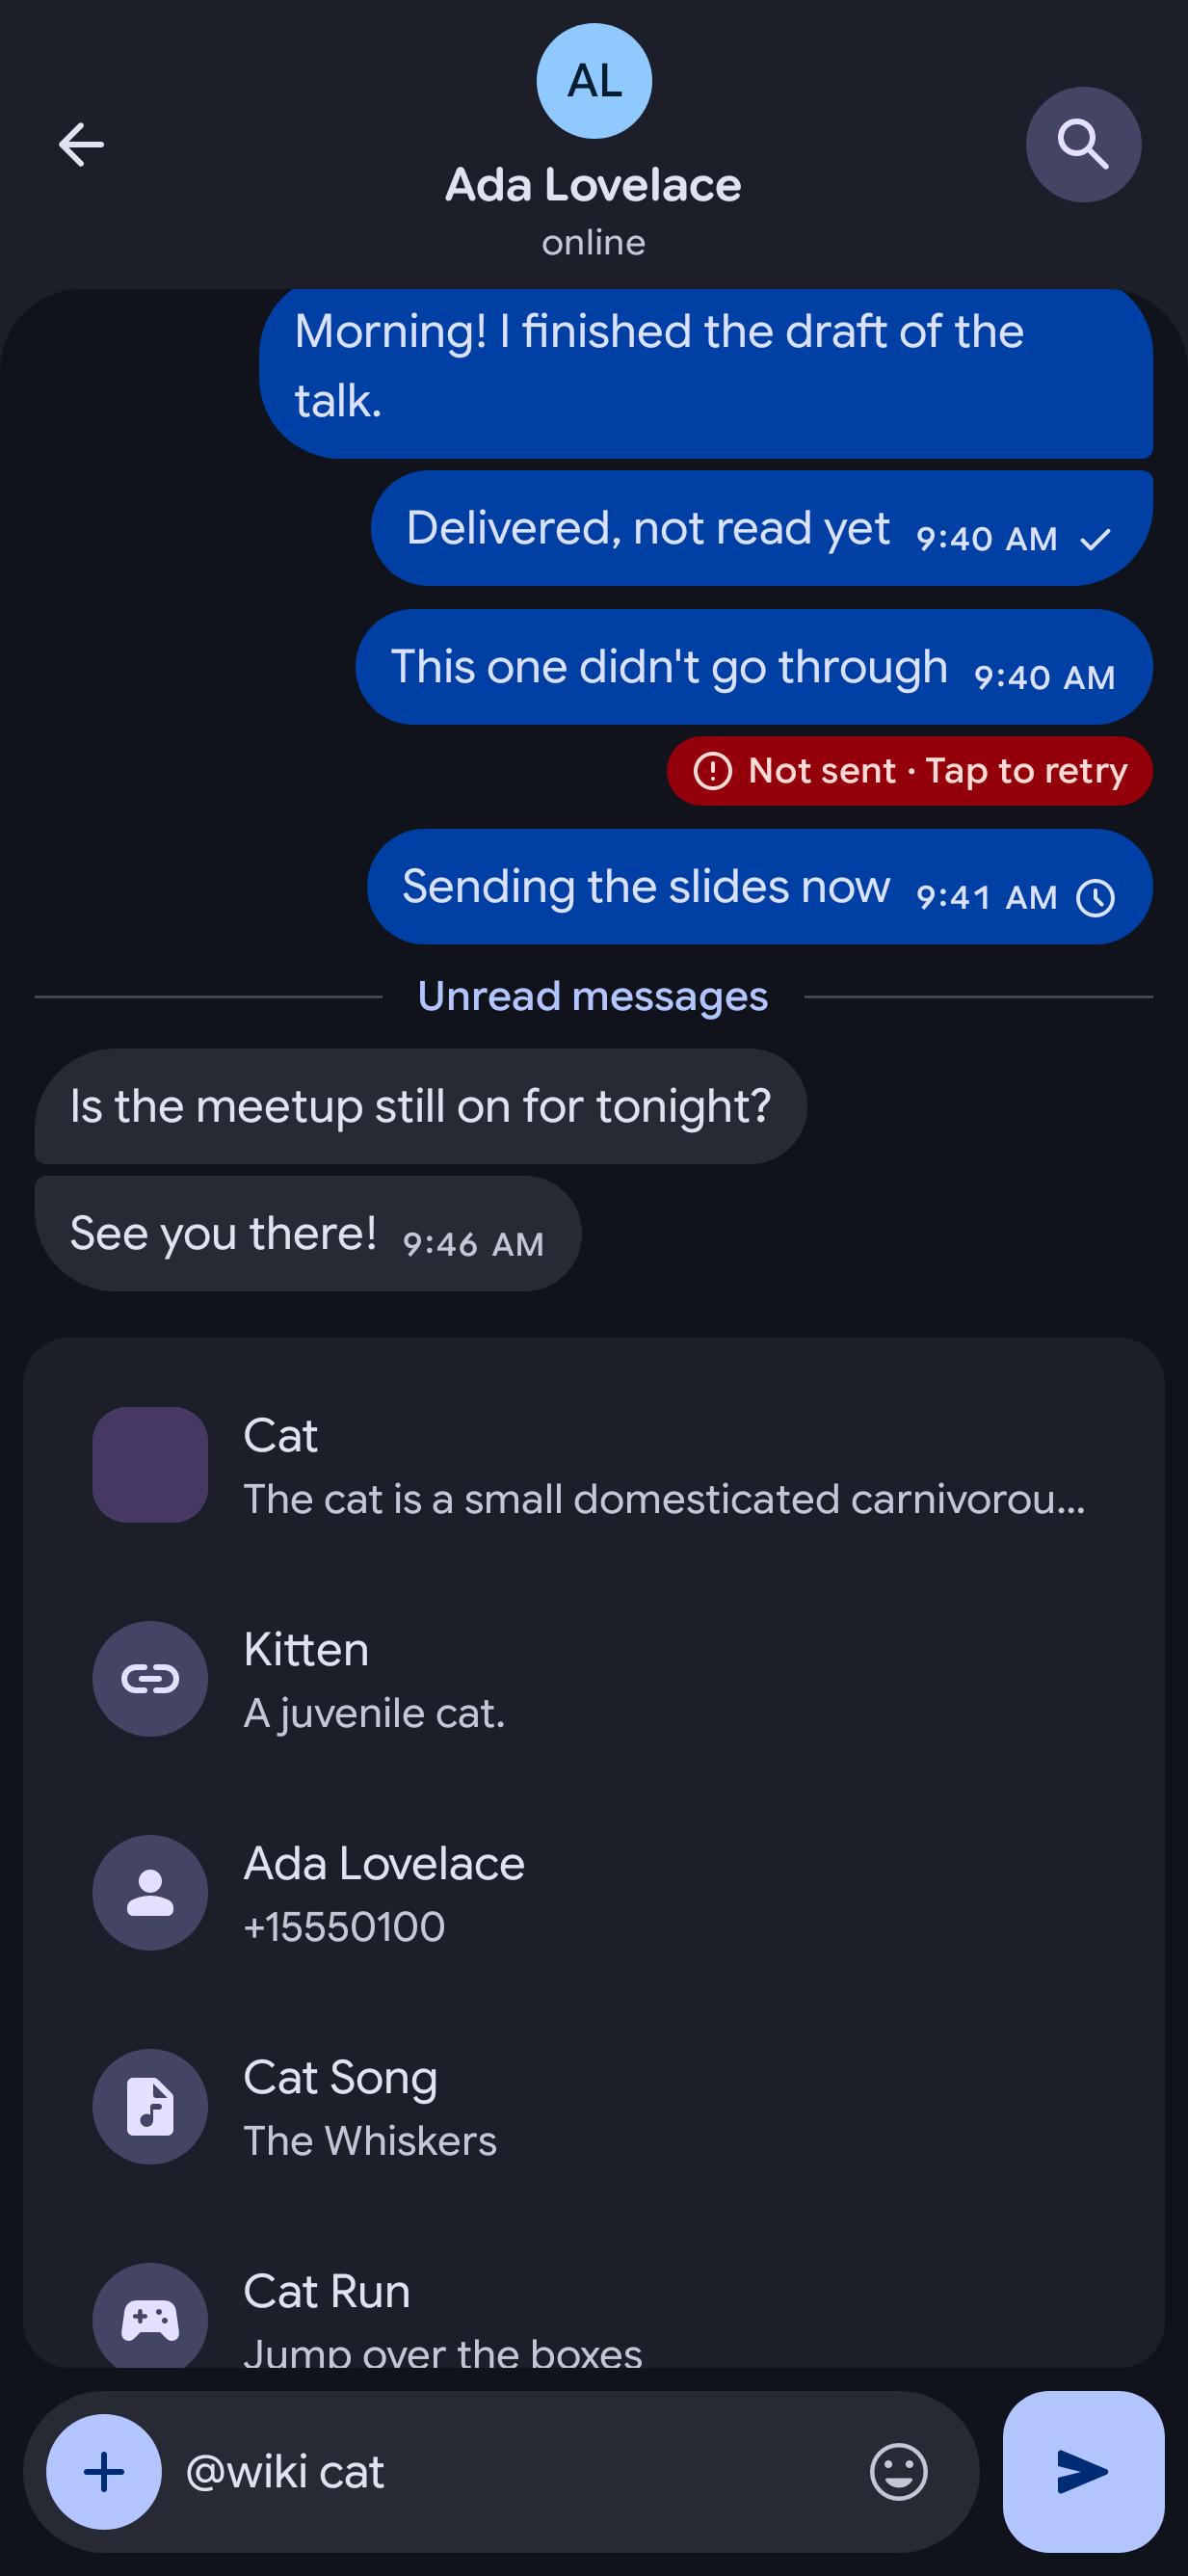 AL
Ada Lovelace
online
Morning! I finished the draft of the
talk.
Delivered, not read yet 9:40 AM
This one didn't go through 9:40 AM
Not sent · Tap to retry
Sending the slides now 9:41 AM
Unread messages
Is the meetup still on for tonight?
See you there! 9:46 AM
Cat
The cat is a small domesticated carnivorou...
Kitten
A juvenile cat.
Ada Lovelace
+15550100
Cat Song
The Whiskers
Cat Run
Jump over the boxes
@wiki cat